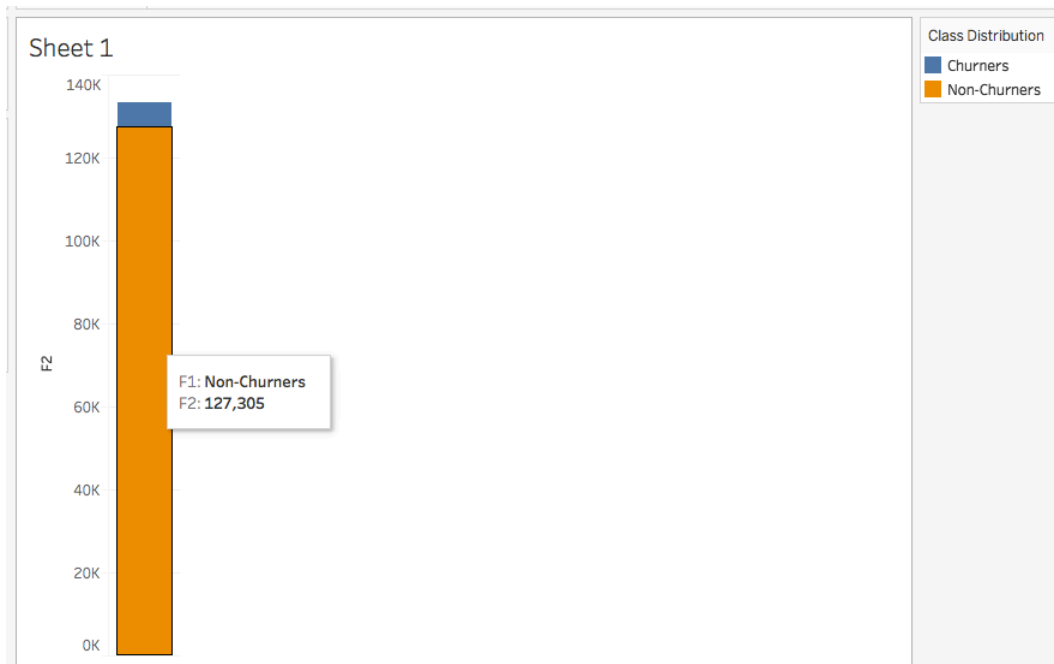 Sheet 1
Class Distribution
Churners
Non-Churners
140K
120K
100K
80K
F2
60K
40K
20K
0K
F1: Non-Churners
F2: 127,305